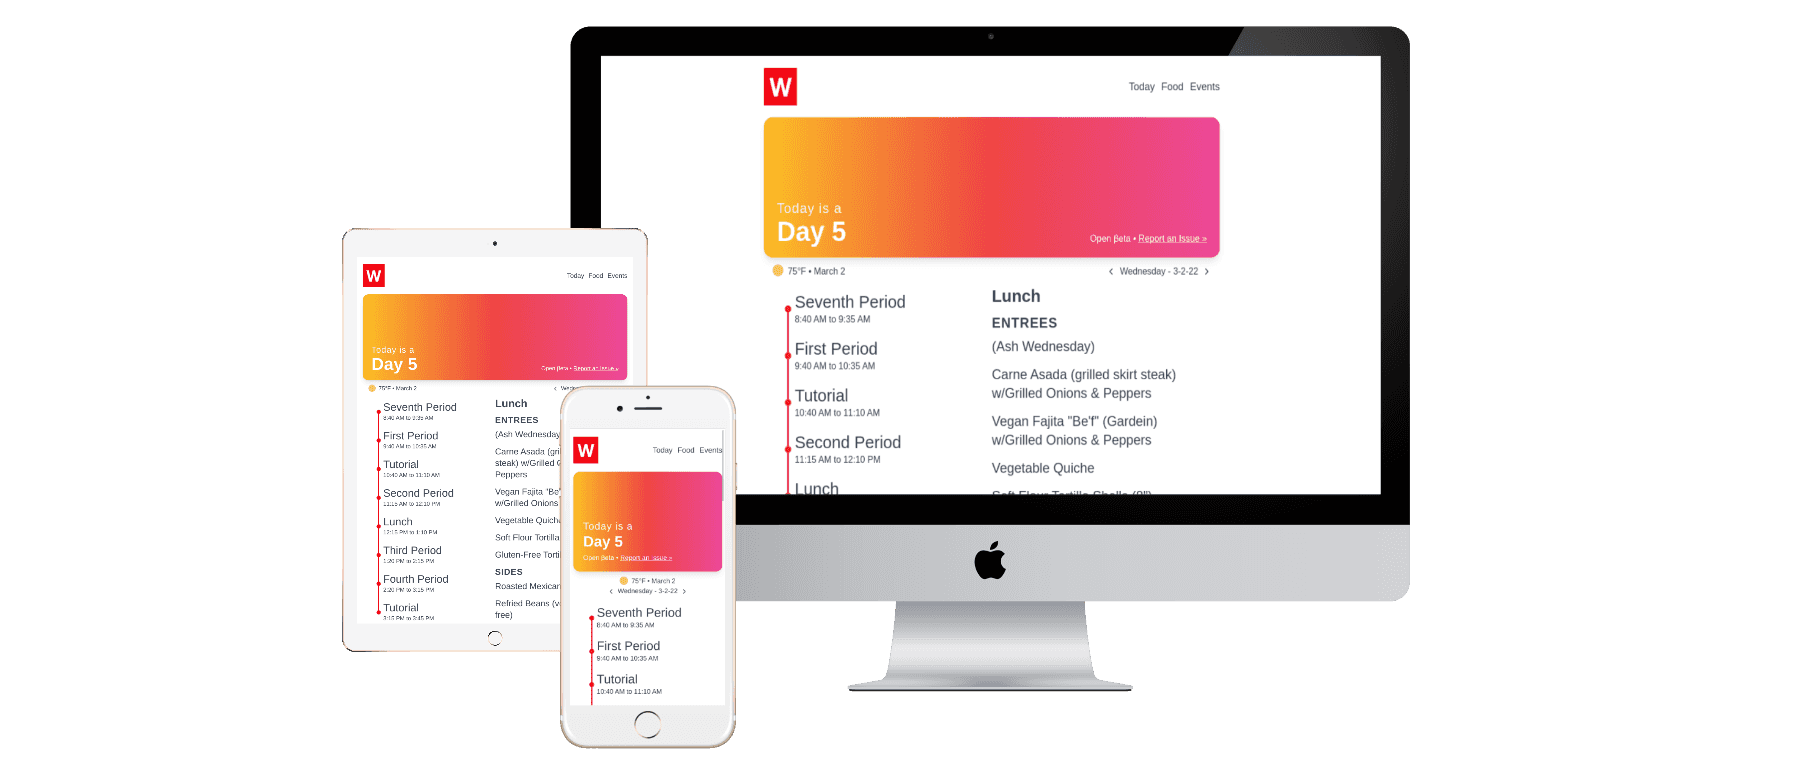 W
Today Food Events
Today is a
Day 5
Open βeta • Report an Issue »
75°F • March 2
‹ Wednesday - 3-2-22 ›
Seventh Period
8:40 AM to 9:35 AM
First Period
9:40 AM to 10:35 AM
Tutorial
10:40 AM to 11:10 AM
Second Period
11:15 AM to 12:10 PM
Lunch
Lunch
ENTREES
(Ash Wednesday)
Carne Asada (grilled skirt steak)
w/Grilled Onions & Peppers
Vegan Fajita "Be'f" (Gardein)
w/Grilled Onions & Peppers
Vegetable Quiche
Soft Flour Tortilla Shells (8")
W
Today Food Events
Today is a
Day 5
Open βeta • Report an Issue »
75°F • March 2
‹ Wedn
Seventh Period
8:40 AM to 9:35 AM
First Period
9:40 AM to 10:35 AM
Tutorial
10:40 AM to 11:10 AM
Second Period
11:15 AM to 12:10 PM
Lunch
12:15 PM to 1:10 PM
Third Period
1:20 PM to 2:15 PM
Fourth Period
2:20 PM to 3:15 PM
Tutorial
3:15 PM to 3:45 PM
Lunch
ENTREES
(Ash Wednesday
Carne Asada (gril
steak) w/Grilled
Peppers
Vegan Fajita "Be'
w/Grilled Onions
Vegetable Quich
Soft Flour Tortilla
Gluten-Free Torti
SIDES
Roasted Mexican
Refried Beans (v
free)
W
Today Food Events
Today is a
Day 5
Open βeta • Report an Issue »
75°F • March 2
‹ Wednesday - 3-2-22 ›
Seventh Period
8:40 AM to 9:35 AM
First Period
9:40 AM to 10:35 AM
Tutorial
10:40 AM to 11:10 AM